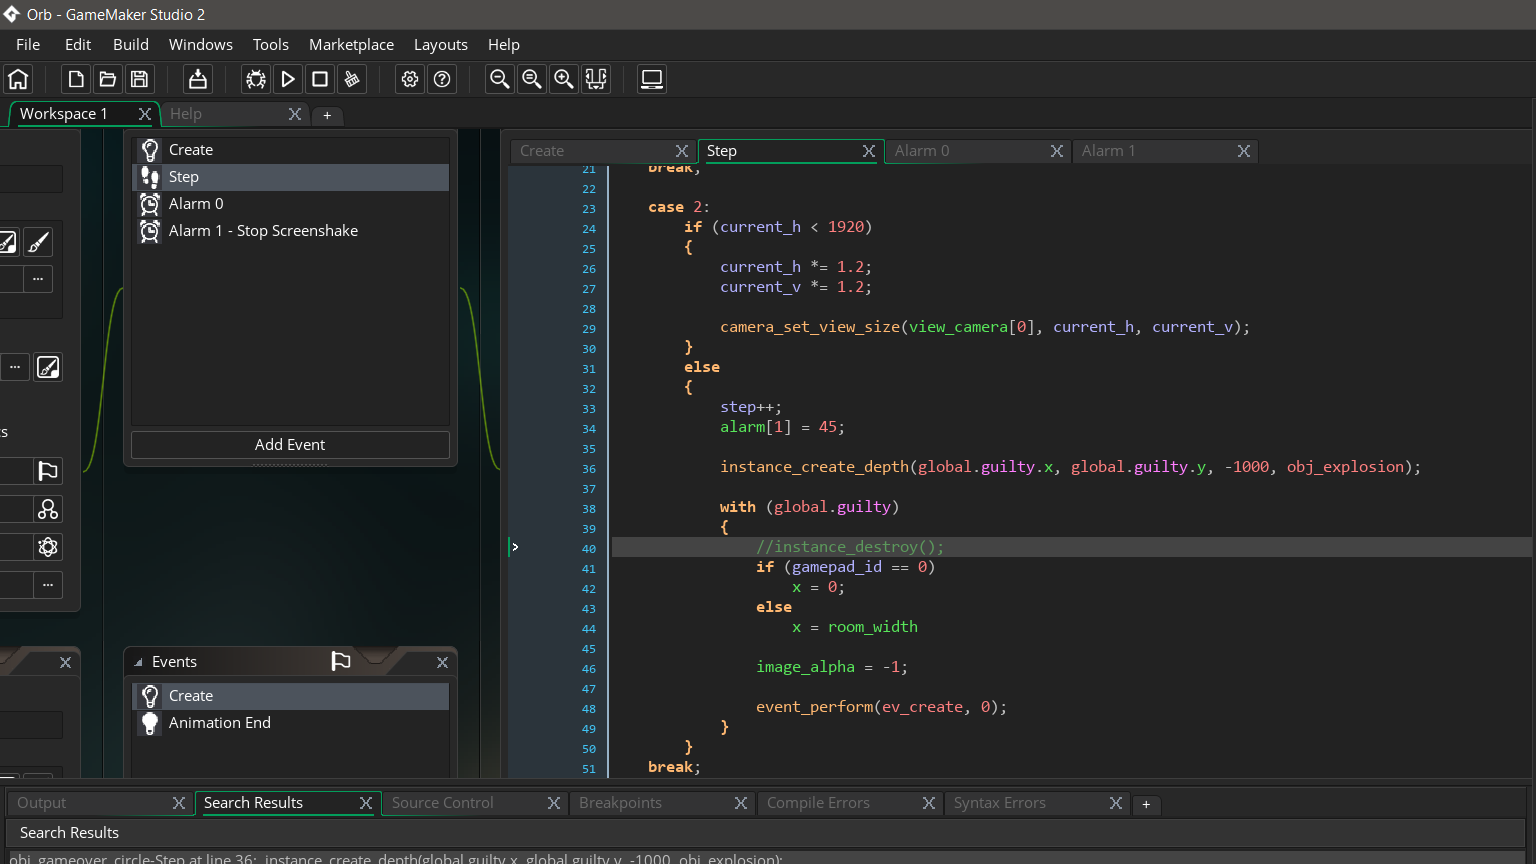 Orb - GameMaker Studio 2
File Edit Build Windows Tools Marketplace Layouts Help
Workspace 1
Help
+
Create
Step
Alarm 0
Alarm 1 - Stop Screenshake
Add Event
Events
Create
Animation End
Create
Step
Alarm 0
Alarm 1
21 break;
22
23 case 2:
24 if (current_h < 1920)
25 {
26 current_h *= 1.2;
27 current_v *= 1.2;
28
29 camera_set_view_size(view_camera[0], current_h, current_v);
30 }
31 else
32 {
33 step++;
34 alarm[1] = 45;
35
36 instance_create_depth(global.guilty.x, global.guilty.y, -1000, obj_explosion);
37
38 with (global.guilty)
39 {
40 //instance_destroy();
41 if (gamepad_id == 0)
42 x = 0;
43 else
44 x = room_width
45
46 image_alpha = -1;
47
48 event_perform(ev_create, 0);
49 }
50 }
51 break;
Output
Search Results
Source Control
Breakpoints
Compile Errors
Syntax Errors
+
Search Results
obj_gameover_circle-Step at line 36: instance_create_depth(global.guilty.x, global.guilty.y, -1000, obj_explosion);